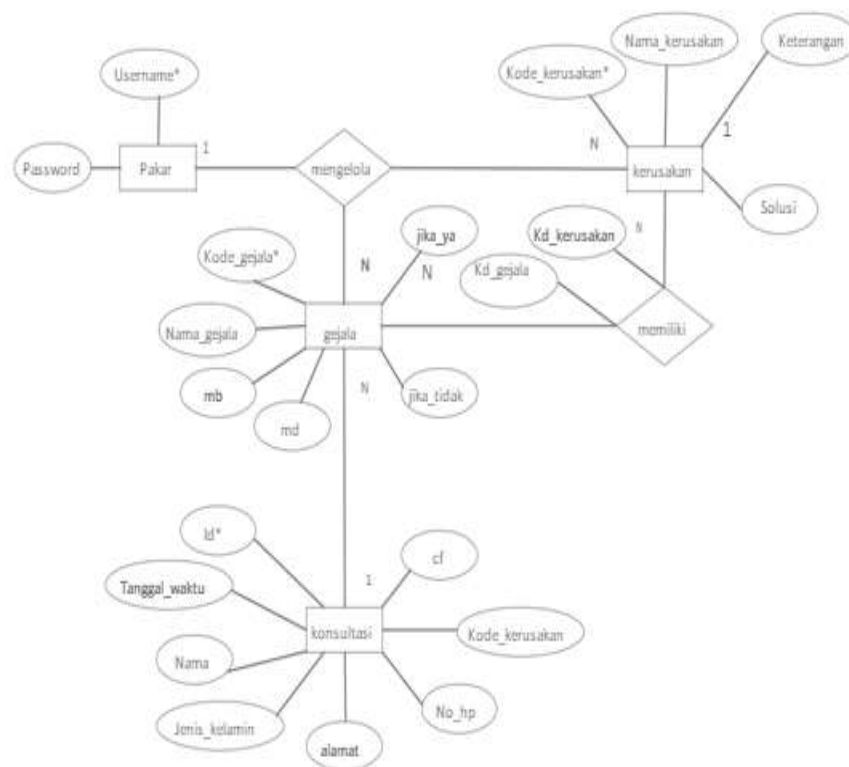 Nama_kerusakan
Keterangan
Username*
Kode_kerusakan*
1
1
N
Password
Pakar
mengelola
kerusakan
Solusi
jika_ya
Kd_kerusakan
N
Kode_gejala*
N
N
Kd_gejala
Nama_gejala
gejala
memiliki
mb
N
jika_tidak
md
Id*
cf
Tanggal_waktu
1
konsultasi
Kode_kerusakan
Nama
No_hp
Jenis_kelamin
alamat